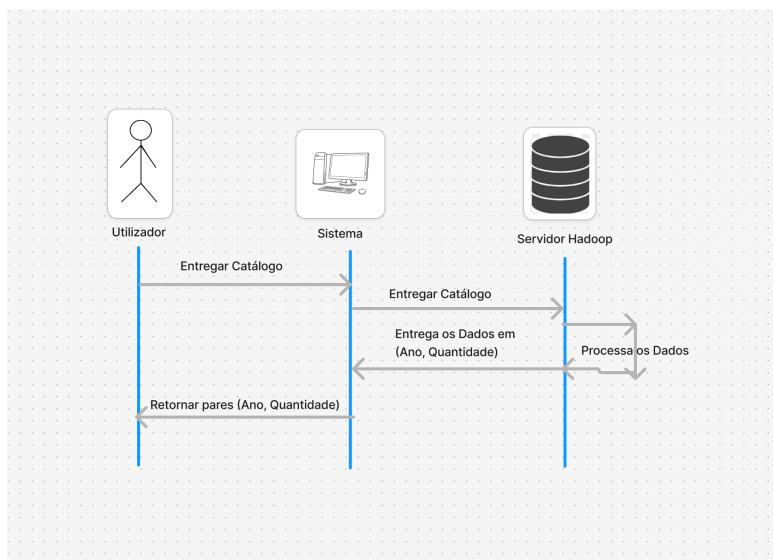 Utilizador
Sistema
Servidor Hadoop
Entregar Catálogo
Entregar Catálogo
Entrega os Dados em
(Ano, Quantidade)
Processa os Dados
Retornar pares (Ano, Quantidade)